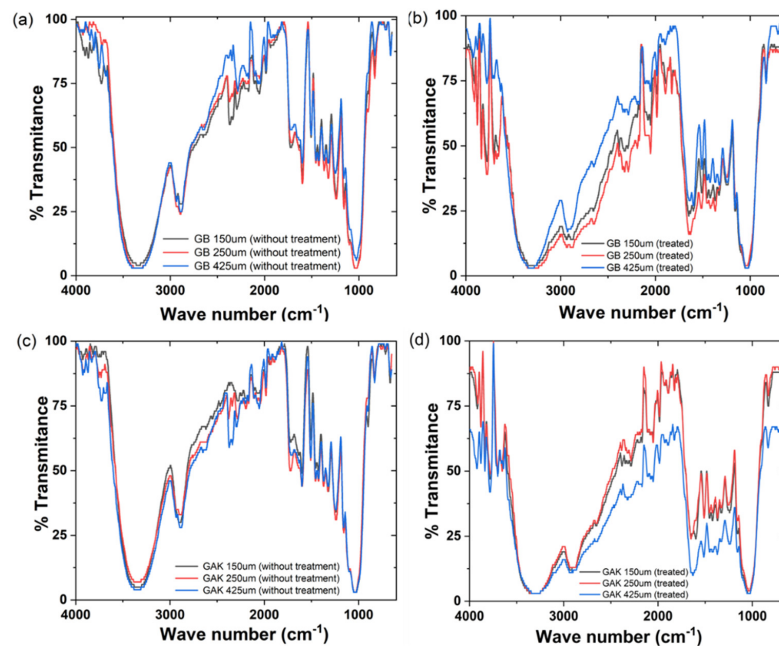 (a)
100
75
50
25
0
% Transmitance
GB 150um (without treatment)
GB 250um (without treatment)
GB 425um (without treatment)
4000 3000 2000 1000
Wave number (cm⁻¹)
(b)
100
75
50
25
0
% Transmitance
GB 150um (treated)
GB 250um (treated)
GB 425um (treated)
4000 3000 2000 1000
Wave number (cm⁻¹)
(c)
100
75
50
25
0
% Transmitance
GAK 150um (without treatment)
GAK 250um (without treatment)
GAK 425um (without treatment)
4000 3000 2000 1000
Wave number (cm⁻¹)
(d)
100
75
50
25
0
% Transmitance
GAK 150um (treated)
GAK 250um (treated)
GAK 425um (treated)
4000 3000 2000 1000
Wave number (cm⁻¹)